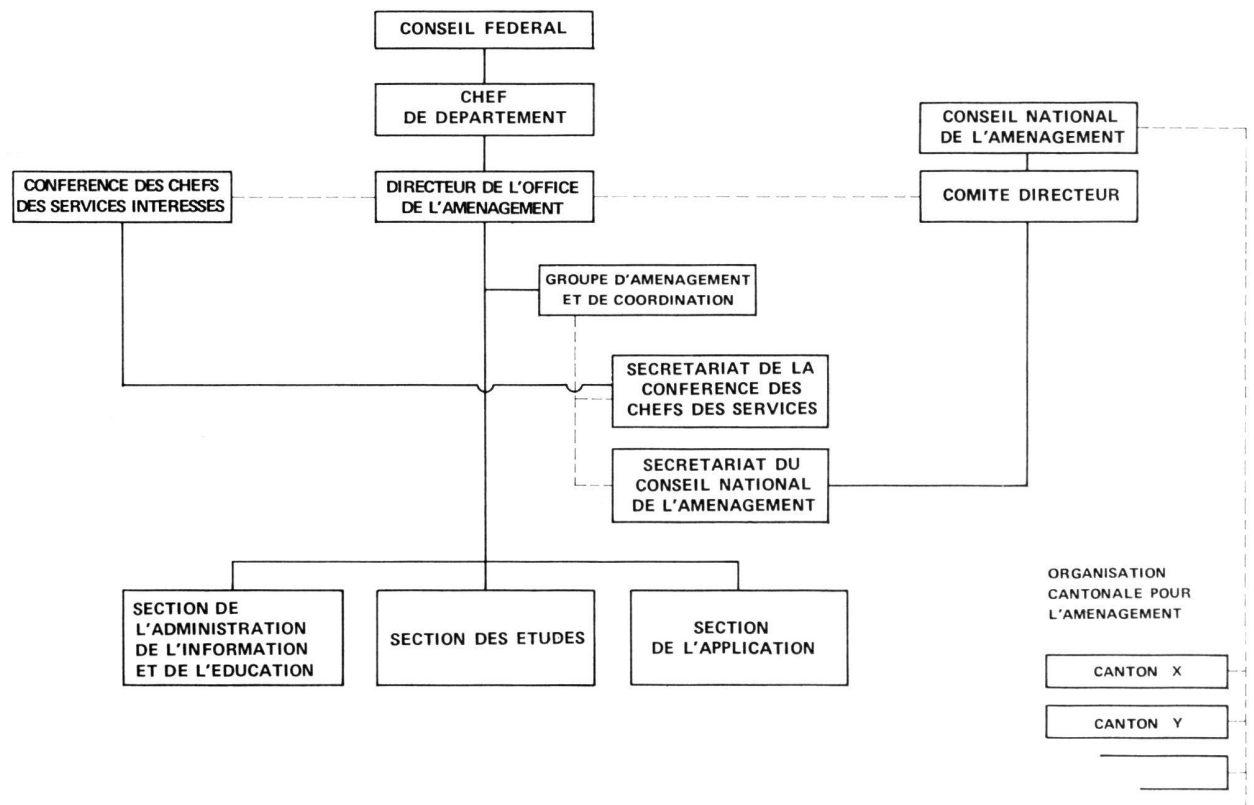 CONSEIL FEDERAL
CHEF
DE DEPARTEMENT
CONSEIL NATIONAL
DE L'AMENAGEMENT
CONFERENCE DES CHEFS
DES SERVICES INTERESSES
DIRECTEUR DE L'OFFICE
DE L'AMENAGEMENT
COMITE DIRECTEUR
GROUPE D'AMENAGEMENT
ET DE COORDINATION
SECRETARIAT DE LA
CONFERENCE DES
CHEFS DES SERVICES
SECRETARIAT DU
CONSEIL NATIONAL
DE L'AMENAGEMENT
SECTION DE
L'ADMINISTRATION
DE L'INFORMATION
ET DE L'EDUCATION
SECTION DES ETUDES
SECTION
DE L'APPLICATION
ORGANISATION
CANTONALE POUR
L'AMENAGEMENT
CANTON X
CANTON Y